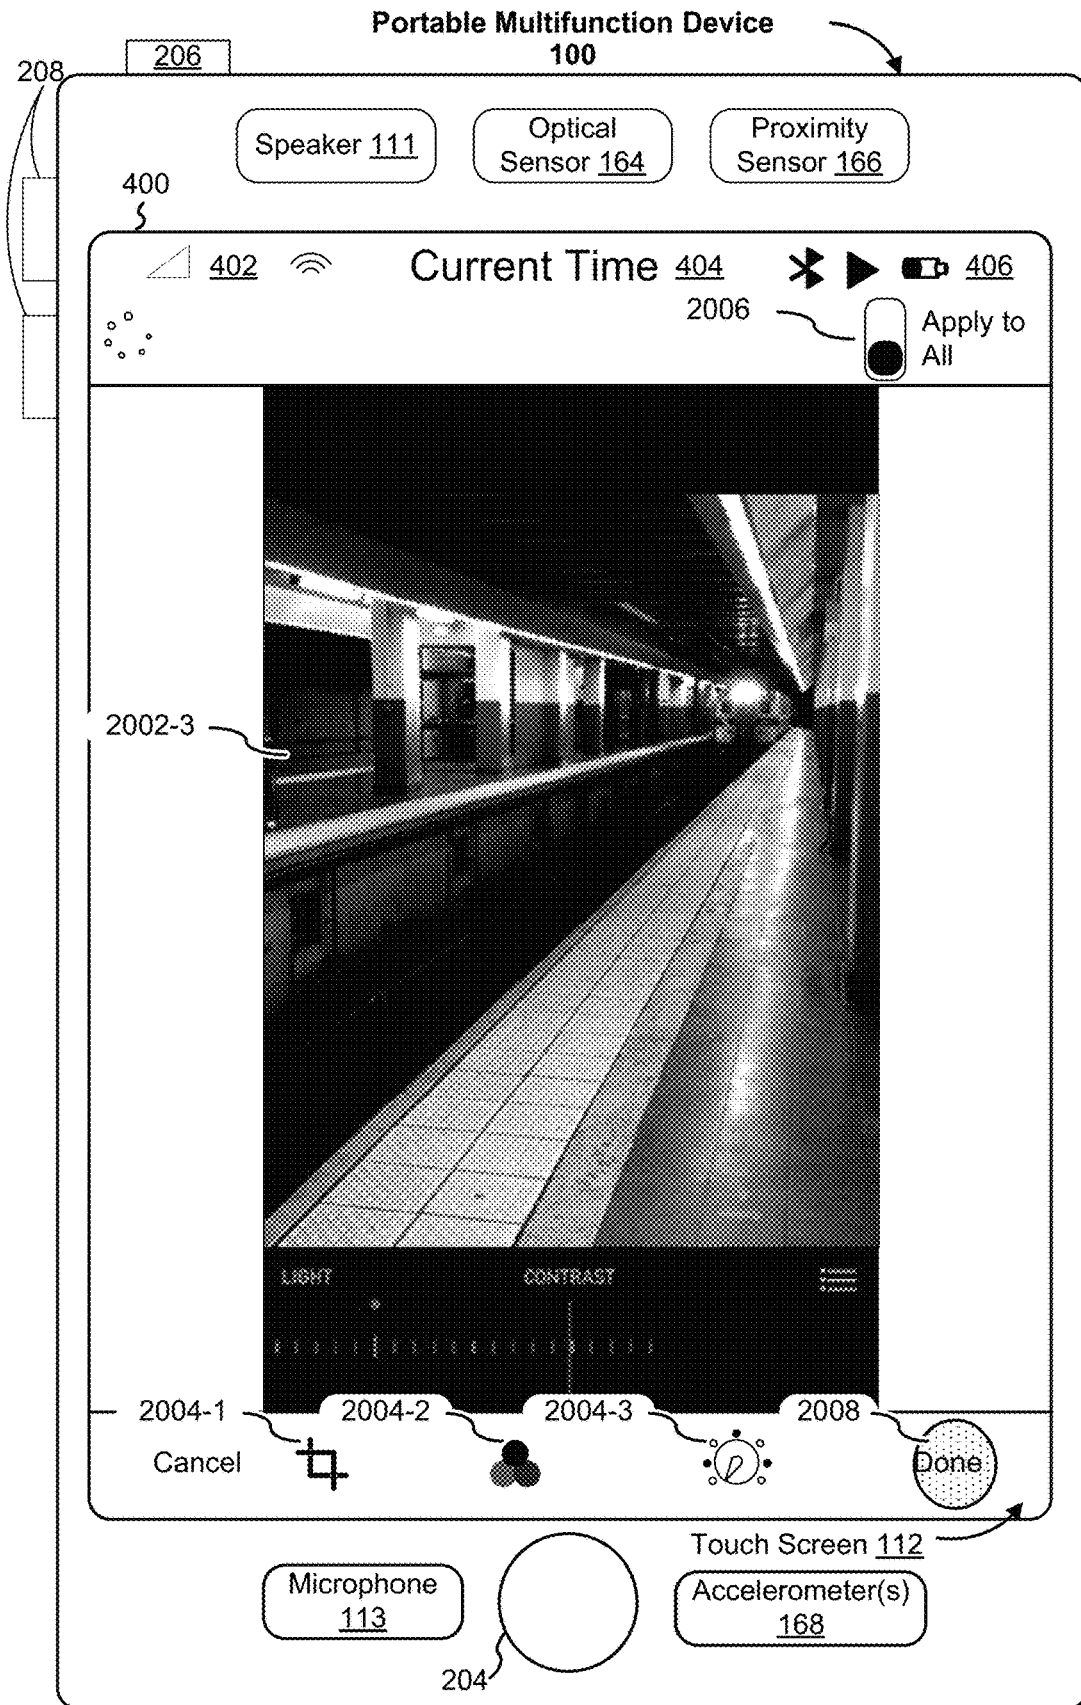 Portable Multifunction Device
100
206
208
Speaker 111
Optical
Sensor 164
Proximity
Sensor 166
400
402
Current Time 404
406
2006
Apply to
All
2002-3
LIGHT
CONTRAST
2004-1
2004-2
2004-3
2008
Cancel
Done
Touch Screen 112
Microphone
113
Accelerometer(s)
168
204